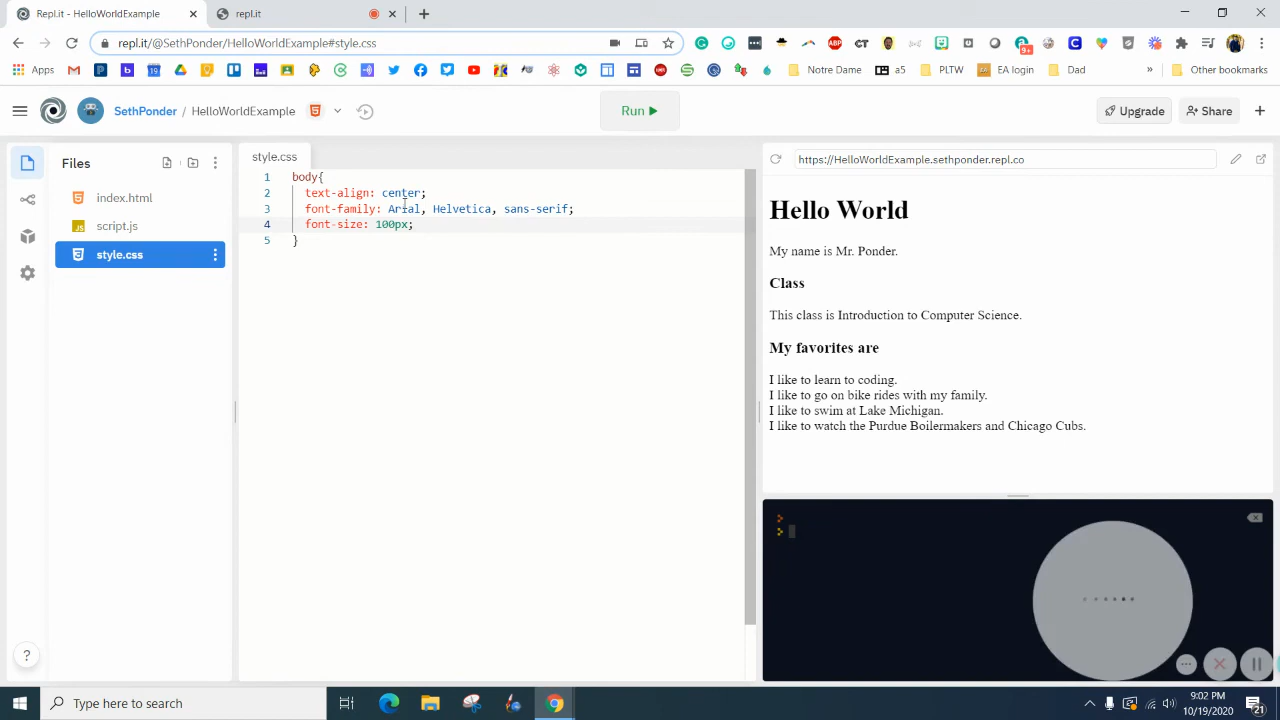 Repl.it - HelloWorldExample
repl.it
repl.it/@SethPonder/HelloWorldExample#style.css
ABP
9+
Apps
19
Notre Dame
a5
PLTW
EA login
Dad
»
Other bookmarks
SethPonder / HelloWorldExample
Run
Upgrade
Share
Files
index.html
script.js
style.css
style.css
1 body{
2 text-align: center;
3 font-family: Arial, Helvetica, sans-serif;
4 font-size: 100px;
5 }
https://HelloWorldExample.sethponder.repl.co
Hello World
My name is Mr. Ponder.
Class
This class is Introduction to Computer Science.
My favorites are
I like to learn to coding.
I like to go on bike rides with my family.
I like to swim at Lake Michigan.
I like to watch the Purdue Boilermakers and Chicago Cubs.
?
Type here to search
9:02 PM
10/19/2020
21